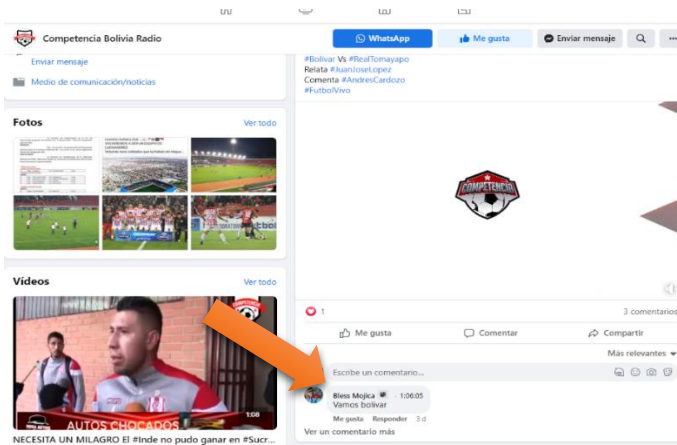 Competencia Bolivia Radio
WhatsApp
Me gusta
Enviar mensaje
Enviar mensaje
Medio de comunicación/noticias
Fotos
Ver todo
Vídeos
Ver todo
COMPETENCIA
1:08
AUTOS CHOCADOS
NECESITA UN MILAGRO El #Inde no pudo ganar en #Sucr...
#Bolivar Vs #RealTomayapo
Relata #JuanJoseLopez
Comenta #AndresCardozo
#FutbolVivo
COMPETENCIA
1
3 comentarios
Me gusta
Comentar
Compartir
Más relevantes
Escribe un comentario...
Bless Mojica · 1:06:05
Vamos bolivar
Me gusta Responder 3 d
Ver un comentario más